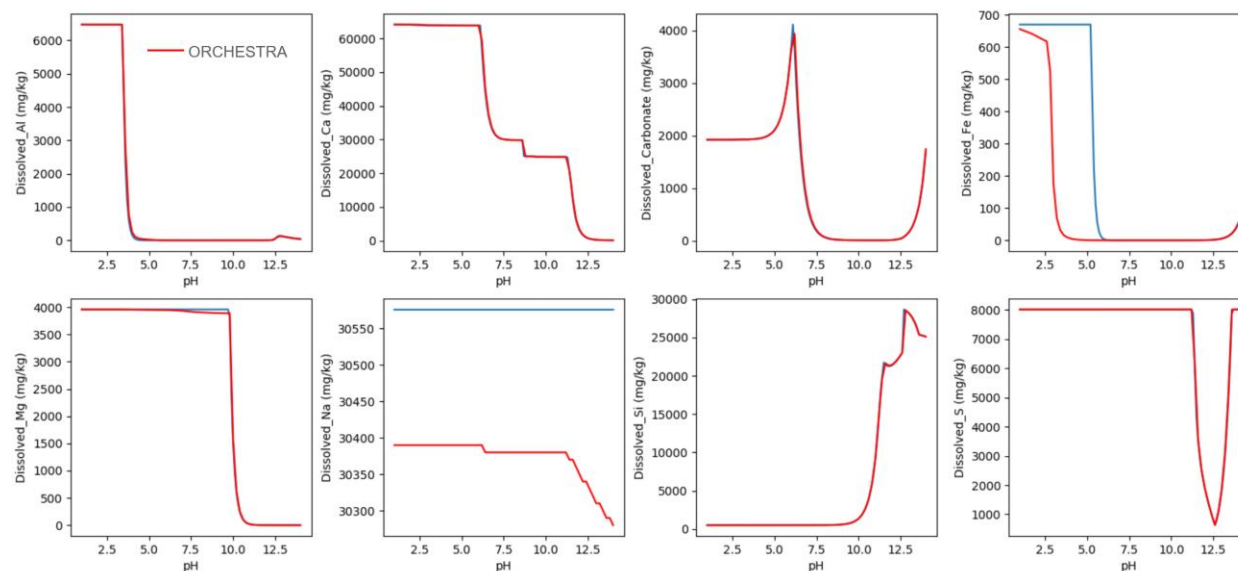 Dissolved_Al (mg/kg)
6000
5000
4000
3000
2000
1000
0
2.5 5.0 7.5 10.0 12.5
pH
ORCHESTRA
Dissolved_Ca (mg/kg)
60000
50000
40000
30000
20000
10000
0
2.5 5.0 7.5 10.0 12.5
pH
Dissolved_Carbonate (mg/kg)
4000
3000
2000
1000
0
2.5 5.0 7.5 10.0 12.5
pH
Dissolved_Fe (mg/kg)
700
600
500
400
300
200
100
0
2.5 5.0 7.5 10.0 12.5
pH
Dissolved_Mg (mg/kg)
4000
3500
3000
2500
2000
1500
1000
500
0
2.5 5.0 7.5 10.0 12.5
pH
Dissolved_Na (mg/kg)
30550
30500
30450
30400
30350
30300
2.5 5.0 7.5 10.0 12.5
pH
Dissolved_Si (mg/kg)
30000
25000
20000
15000
10000
5000
0
2.5 5.0 7.5 10.0 12.5
pH
Dissolved_S (mg/kg)
8000
7000
6000
5000
4000
3000
2000
1000
2.5 5.0 7.5 10.0 12.5
pH